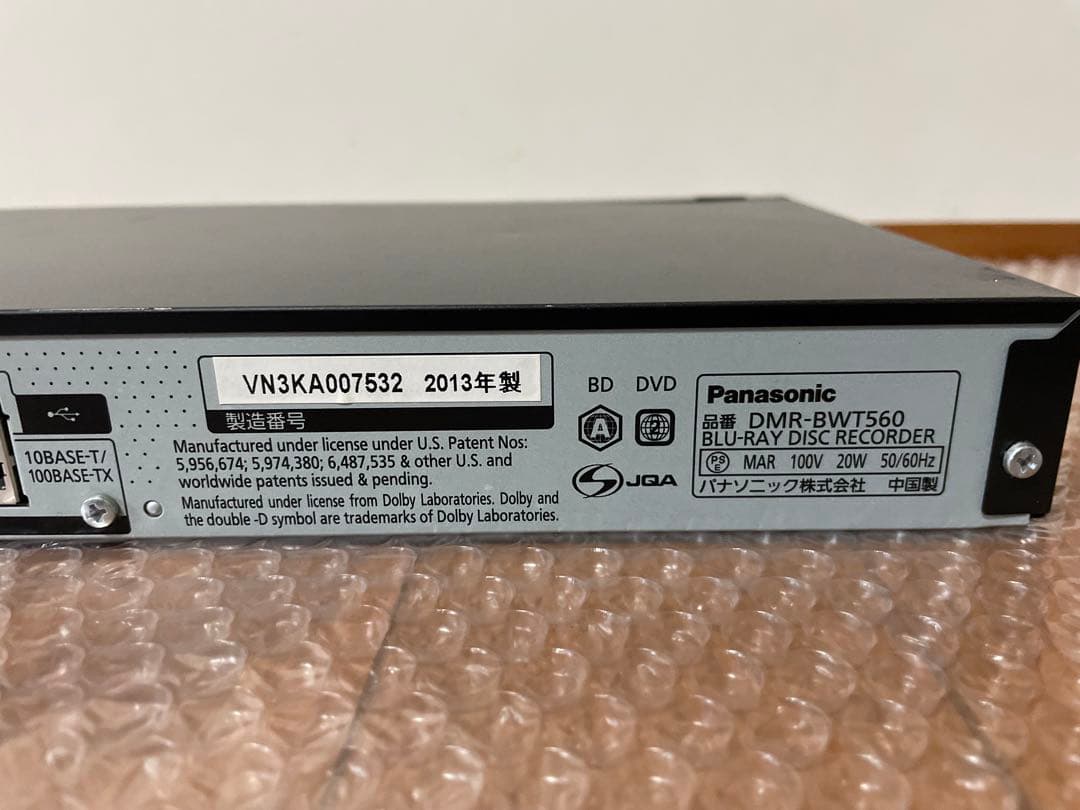 VN3KA007532 2013年製
製造番号
10BASE-T/
100BASE-TX
Manufactured under license under U.S. Patent Nos:
5,956,674; 5,974,380; 6,487,535 & other U.S. and
worldwide patents issued & pending.
Manufactured under license from Dolby Laboratories. Dolby and
the double -D symbol are trademarks of Dolby Laboratories.
BD DVD
A 2
JQA
Panasonic
品番 DMR-BWT560
BLU-RAY DISC RECORDER
PSE MAR 100V 20W 50/60Hz
パナソニック株式会社 中国製